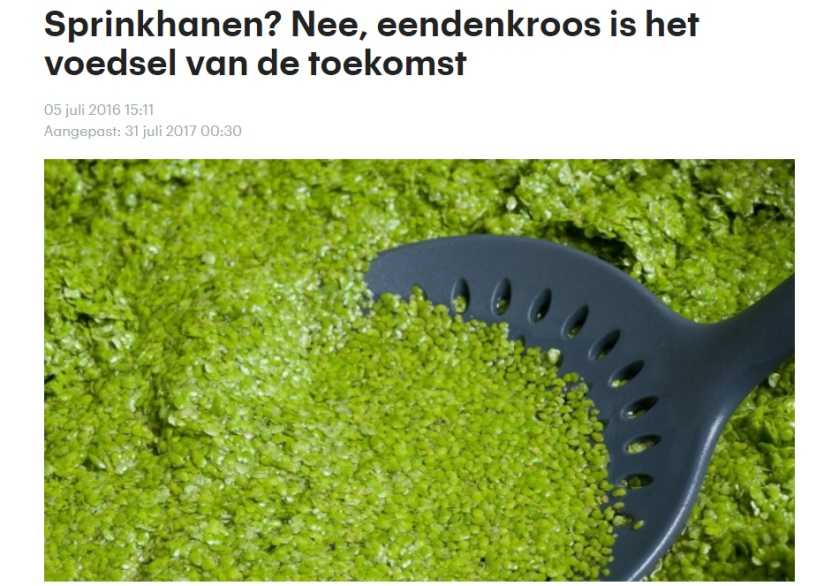 Sprinkhanen? Nee, eendenkroos is het
voedsel van de toekomst
05 juli 2016 15:11
Aangepast: 31 juli 2017 00:30